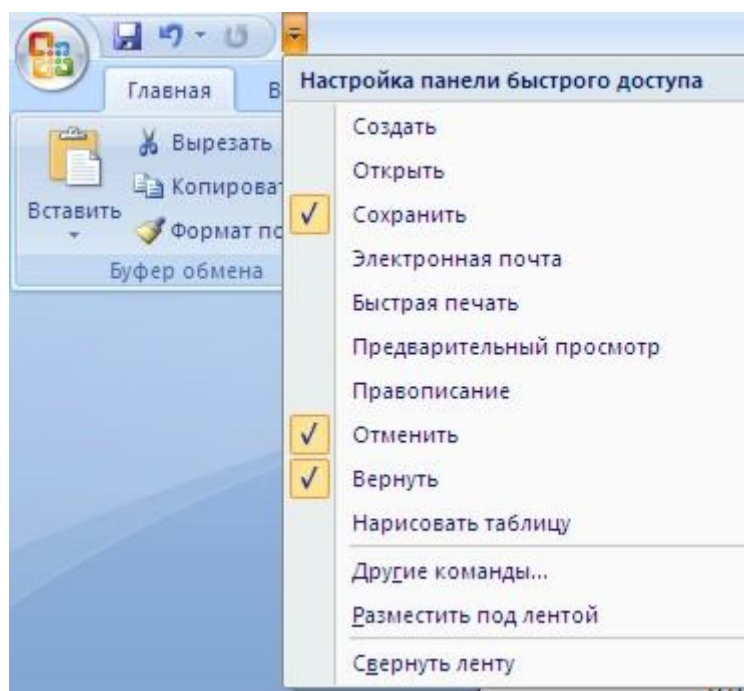 Главная
В
Настройка панели быстрого доступа
Вставить
Вырезать
Копироват
Формат по
Буфер обмена
Создать
Открыть
Сохранить
Электронная почта
Быстрая печать
Предварительный просмотр
Правописание
Отменить
Вернуть
Нарисовать таблицу
Другие команды...
Разместить под лентой
Свернуть ленту